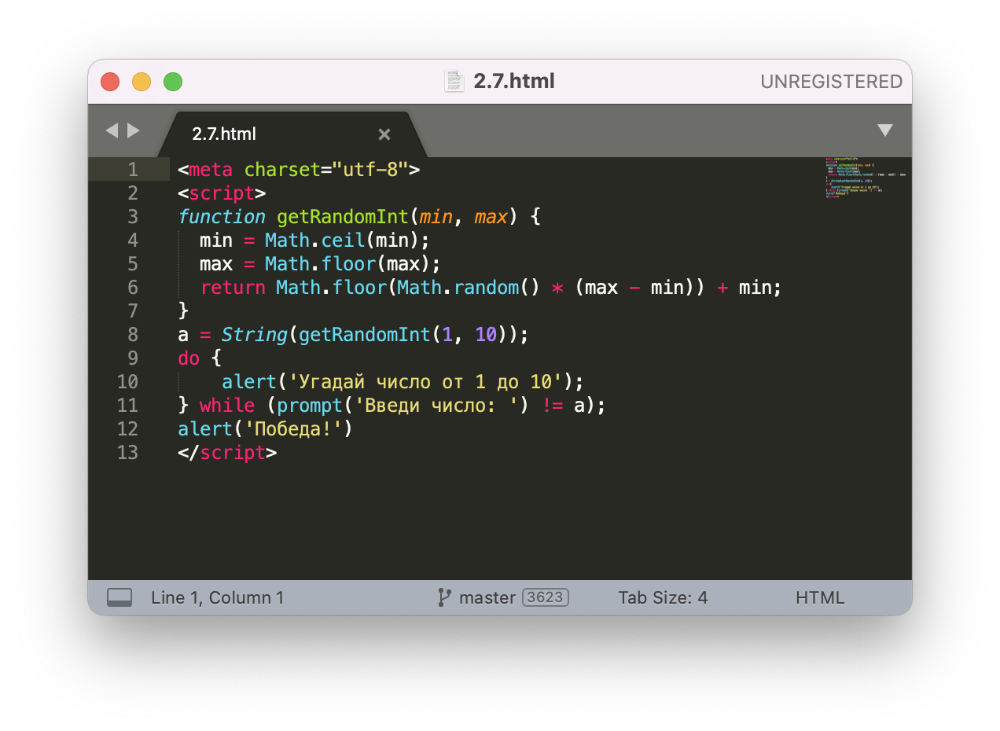 2.7.html
UNREGISTERED
2.7.html
1 <meta charset="utf-8">
2 <script>
3 function getRandomInt(min, max) {
4   min = Math.ceil(min);
5   max = Math.floor(max);
6   return Math.floor(Math.random() * (max - min)) + min;
7 }
8 a = String(getRandomInt(1, 10));
9 do {
10     alert('Угадай число от 1 до 10');
11 } while (prompt('Введи число: ') != a);
12 alert('Победа!')
13 </script>
Line 1, Column 1
master 3623
Tab Size: 4
HTML